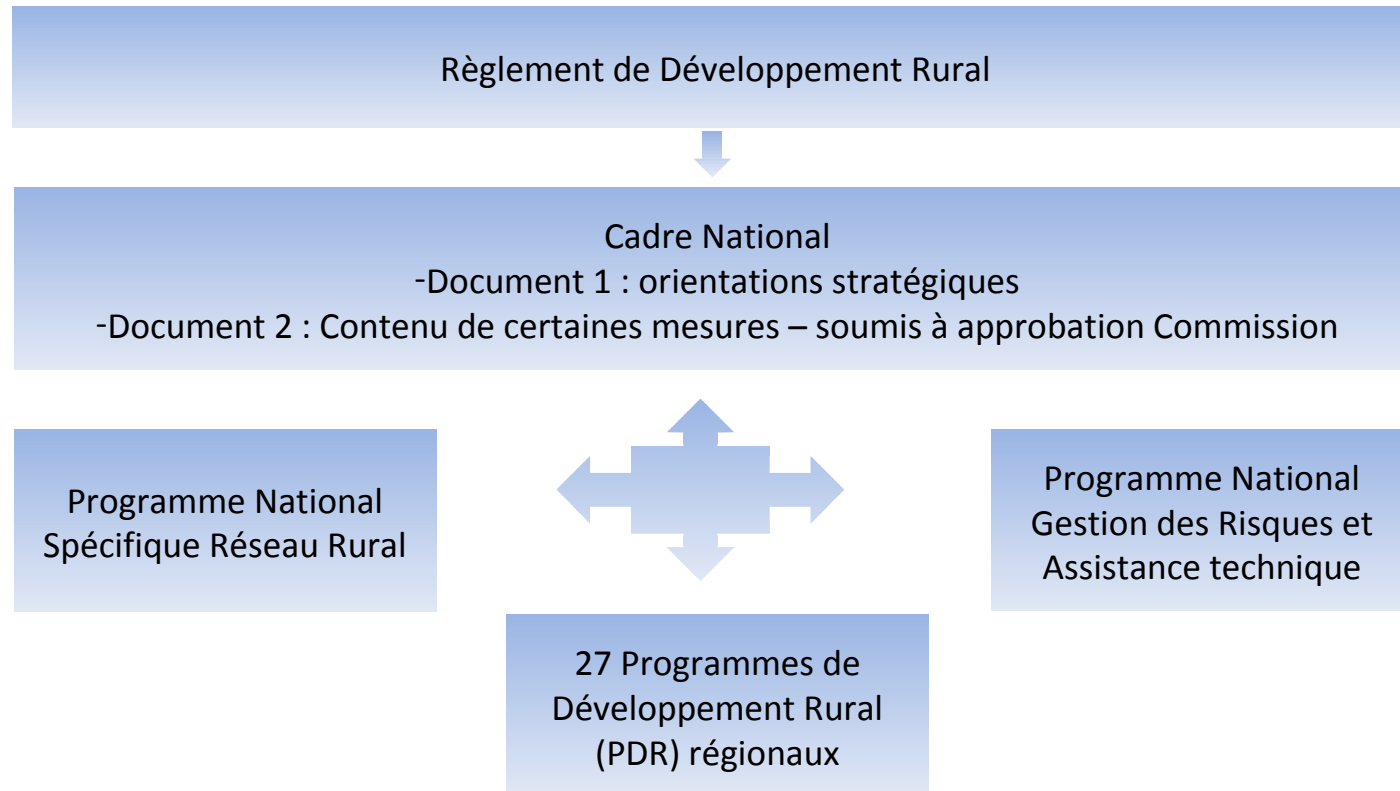 Règlement de Développement Rural
Cadre National
-Document 1 : orientations stratégiques
-Document 2 : Contenu de certaines mesures – soumis à approbation Commission
Programme National
Spécifique Réseau Rural
Programme National
Gestion des Risques et
Assistance technique
27 Programmes de
Développement Rural
(PDR) régionaux